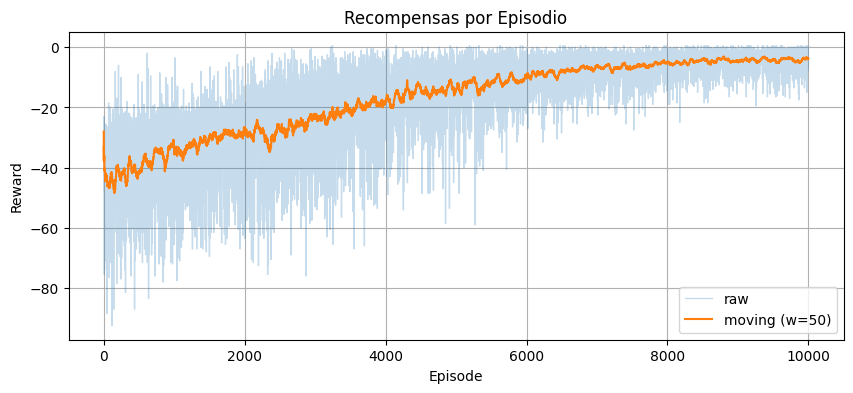 Recompensas por Episodio
Reward
0
−20
−40
−60
−80
0 2000 4000 6000 8000 10000
Episode
raw
moving (w=50)